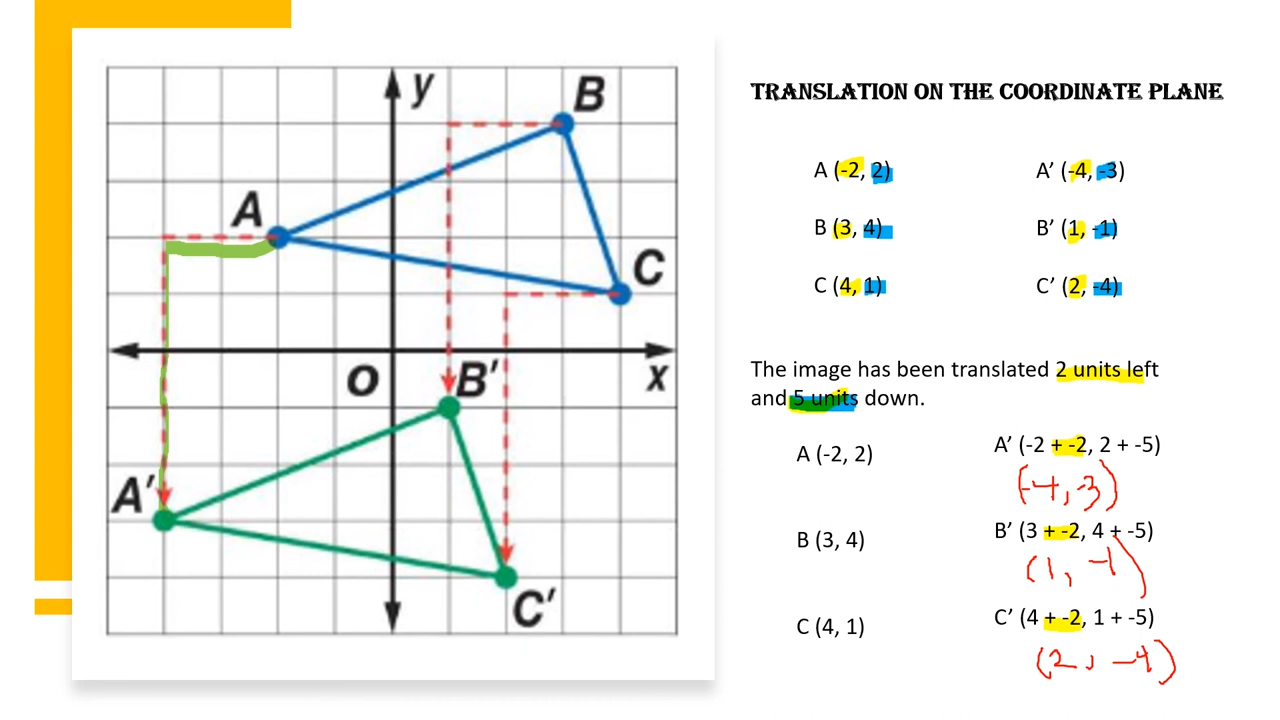 y
B
A
C
O
x
B′
A′
C′
TRANSLATION ON THE COORDINATE PLANE
A (-2, 2) A’ (-4, -3)
B (3, 4) B’ (1, -1)
C (4, 1) C’ (2, -4)
The image has been translated 2 units left
and 5 units down.
A (-2, 2) A’ (-2 + -2, 2 + -5)
(-4, -3)
B (3, 4) B’ (3 + -2, 4 + -5)
(1, -1)
C (4, 1) C’ (4 + -2, 1 + -5)
(2, -4)